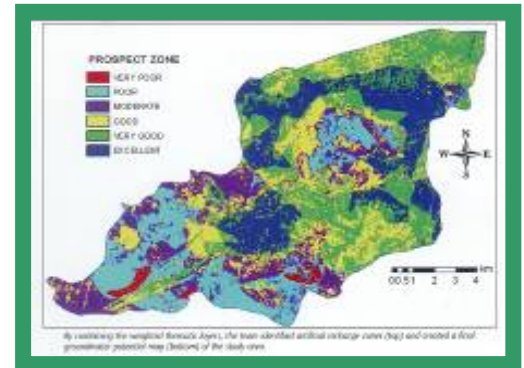 PROSPECT ZONE
VERY POOR
POOR
MODERATE
GOOD
VERY GOOD
EXCELLENT
N
W E
S
km
0 0.5 1 2 3 4
By combining the weighted thematic layers, the team identified artificial recharge zones (top) and created a final
groundwater potential map (bottom) of the study area.